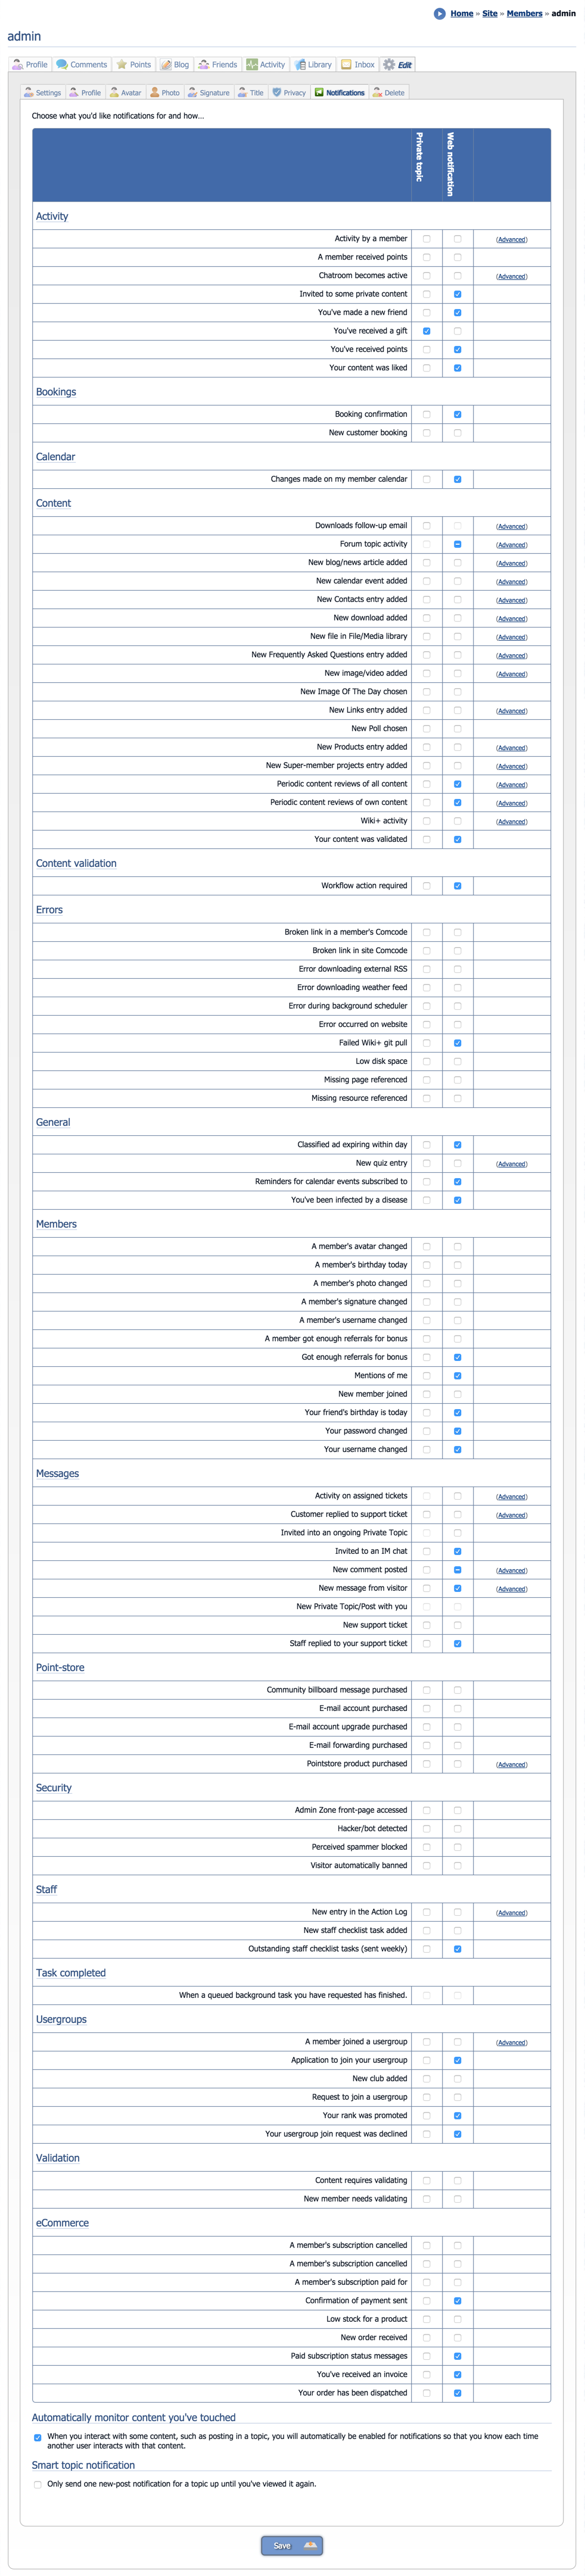 Home » Site » Members » admin
admin
Profile Comments Points Blog Friends Activity Library Inbox Edit
Settings Profile Avatar Photo Signature Title Privacy Notifications Delete
Choose what you'd like notifications for and how...
Private topic
Web notification
Activity
Activity by a member (Advanced)
A member received points
Chatroom becomes active (Advanced)
Invited to some private content
You've made a new friend
You've received a gift
You've received points
Your content was liked
Bookings
Booking confirmation
New customer booking
Calendar
Changes made on my member calendar
Content
Downloads follow-up email (Advanced)
Forum topic activity (Advanced)
New blog/news article added (Advanced)
New calendar event added (Advanced)
New Contacts entry added (Advanced)
New download added (Advanced)
New file in File/Media library (Advanced)
New Frequently Asked Questions entry added (Advanced)
New image/video added (Advanced)
New Image Of The Day chosen
New Links entry added (Advanced)
New Poll chosen
New Products entry added (Advanced)
New Super-member projects entry added (Advanced)
Periodic content reviews of all content (Advanced)
Periodic content reviews of own content (Advanced)
Wiki+ activity (Advanced)
Your content was validated
Content validation
Workflow action required
Errors
Broken link in a member's Comcode
Broken link in site Comcode
Error downloading external RSS
Error downloading weather feed
Error during background scheduler
Error occurred on website
Failed Wiki+ git pull
Low disk space
Missing page referenced
Missing resource referenced
General
Classified ad expiring within day
New quiz entry (Advanced)
Reminders for calendar events subscribed to
You've been infected by a disease
Members
A member's avatar changed
A member's birthday today
A member's photo changed
A member's signature changed
A member's username changed
A member got enough referrals for bonus
Got enough referrals for bonus
Mentions of me
New member joined
Your friend's birthday is today
Your password changed
Your username changed
Messages
Activity on assigned tickets (Advanced)
Customer replied to support ticket (Advanced)
Invited into an ongoing Private Topic
Invited to an IM chat
New comment posted (Advanced)
New message from visitor (Advanced)
New Private Topic/Post with you
New support ticket
Staff replied to your support ticket
Point-store
Community billboard message purchased
E-mail account purchased
E-mail account upgrade purchased
E-mail forwarding purchased
Pointstore product purchased (Advanced)
Security
Admin Zone front-page accessed
Hacker/bot detected
Perceived spammer blocked
Visitor automatically banned
Staff
New entry in the Action Log (Advanced)
New staff checklist task added
Outstanding staff checklist tasks (sent weekly)
Task completed
When a queued background task you have requested has finished.
Usergroups
A member joined a usergroup (Advanced)
Application to join your usergroup
New club added
Request to join a usergroup
Your rank was promoted
Your usergroup join request was declined
Validation
Content requires validating
New member needs validating
eCommerce
A member's subscription cancelled
A member's subscription cancelled
A member's subscription paid for
Confirmation of payment sent
Low stock for a product
New order received
Paid subscription status messages
You've received an invoice
Your order has been dispatched
Automatically monitor content you've touched
When you interact with some content, such as posting in a topic, you will automatically be enabled for notifications so that you know each time
another user interacts with that content.
Smart topic notification
Only send one new-post notification for a topic up until you've viewed it again.
Save